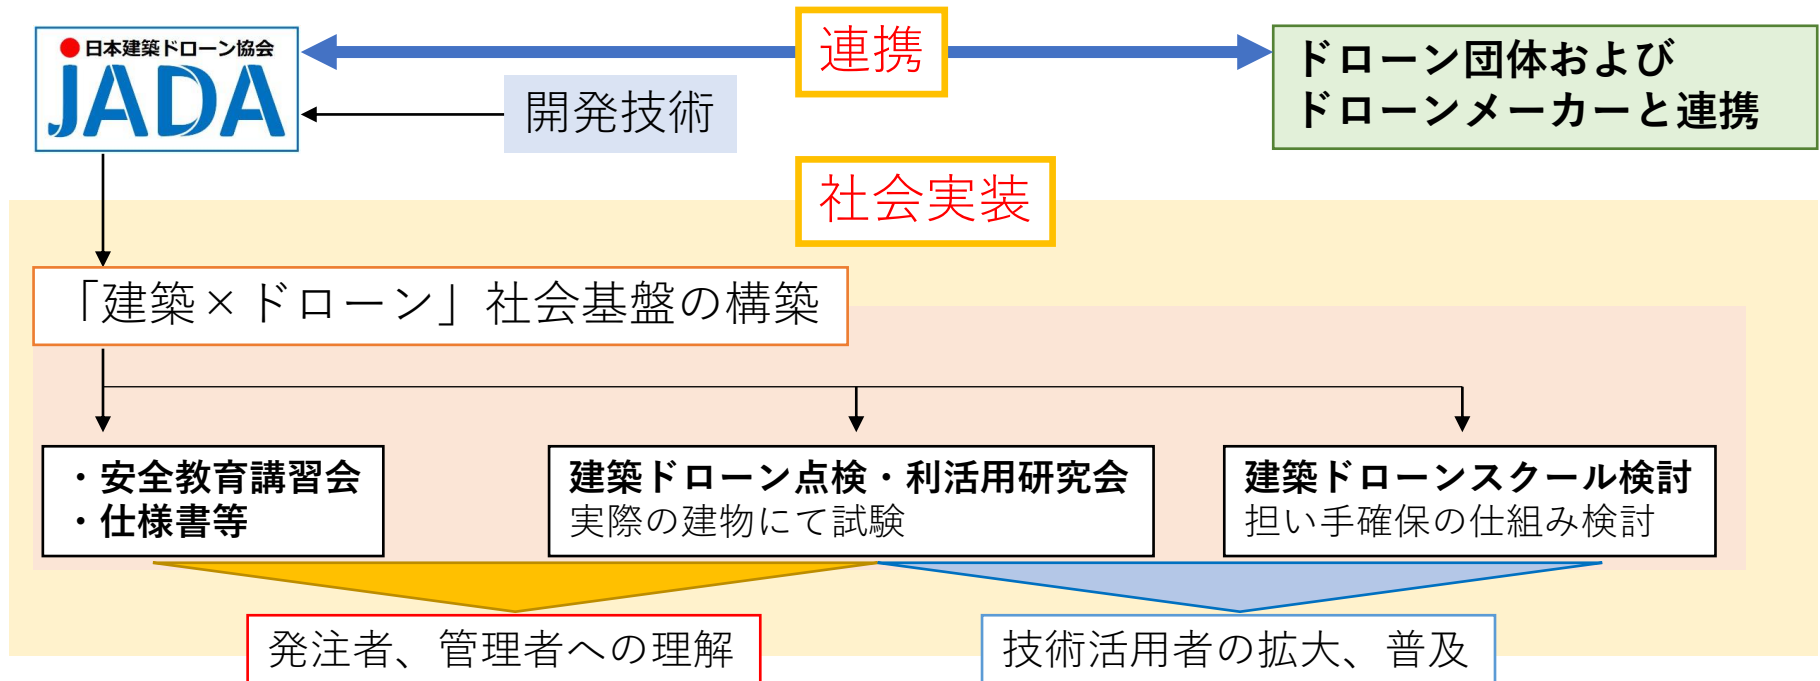 日本建築ドローン協会
JADA
連携
ドローン団体および
ドローンメーカーと連携
開発技術
社会実装
「建築×ドローン」社会基盤の構築
・安全教育講習会
・仕様書等
建築ドローン点検・利活用研究会
実際の建物にて試験
建築ドローンスクール検討
担い手確保の仕組み検討
発注者、管理者への理解
技術活用者の拡大、普及